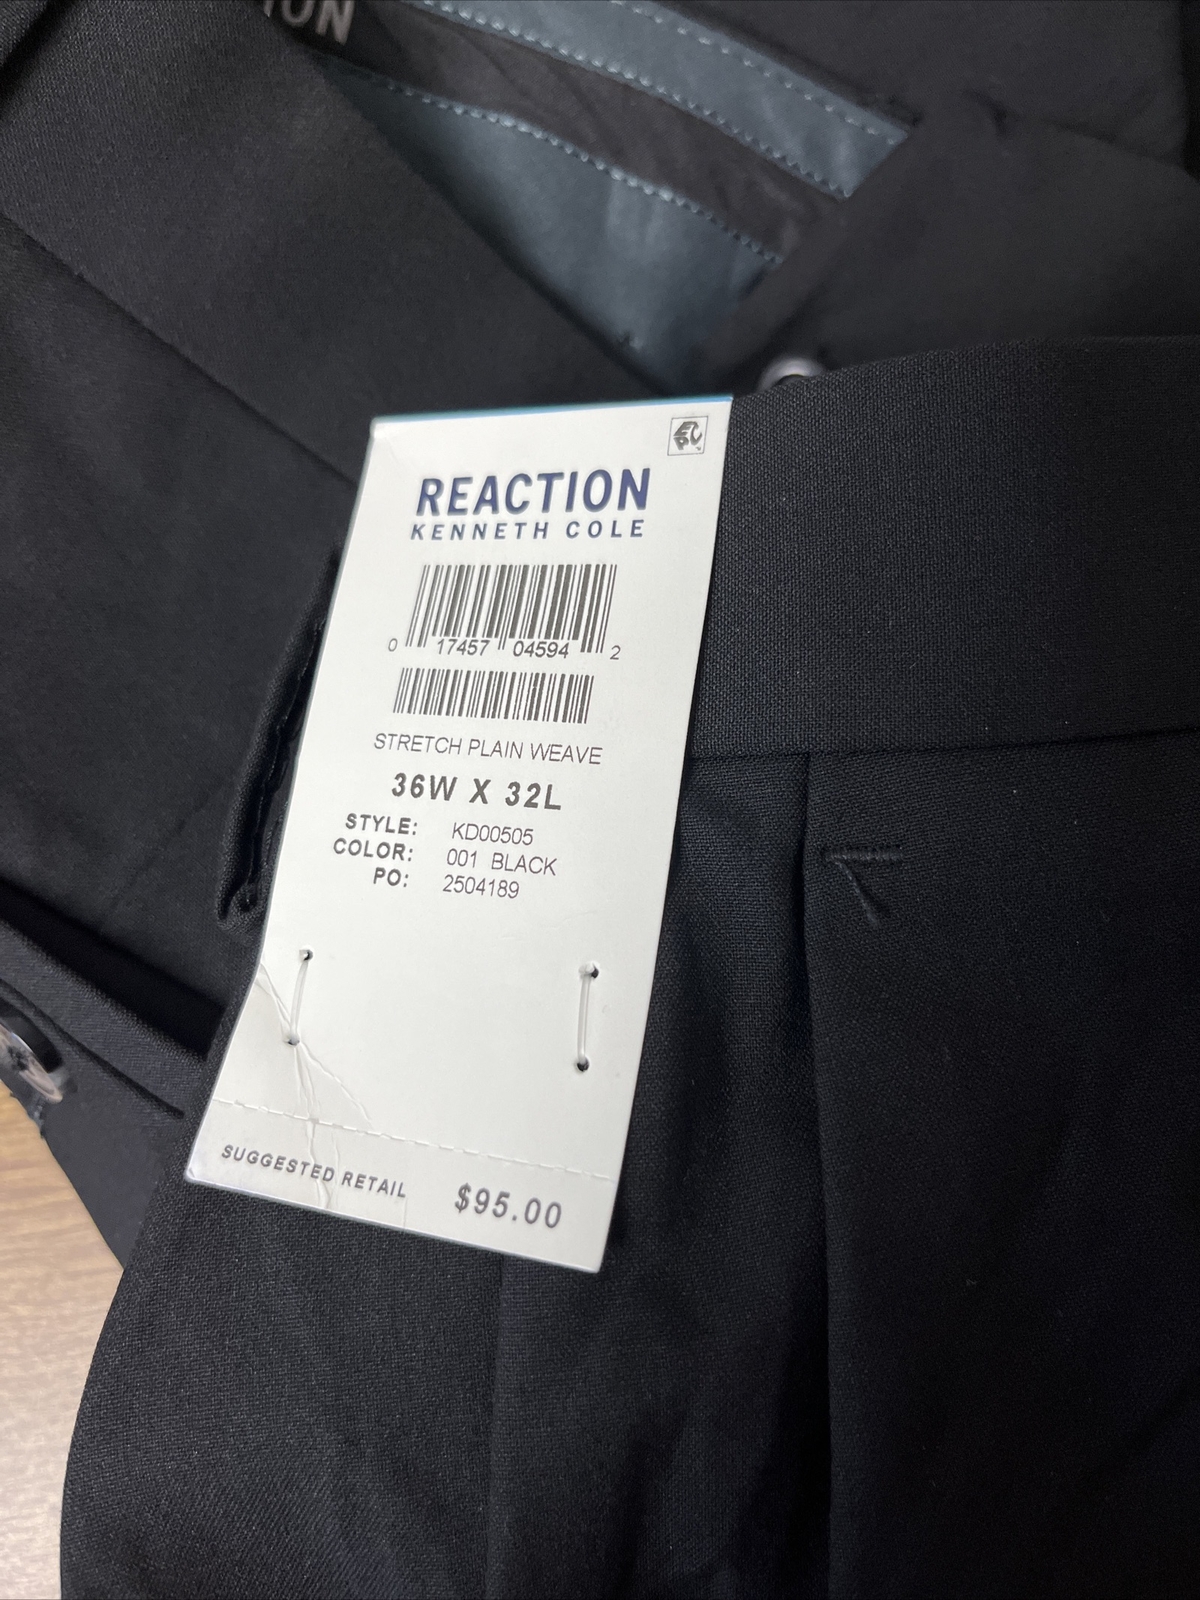 ION
REACTION
KENNETH COLE
0 17457 04594 2
STRETCH PLAIN WEAVE
36W X 32L
STYLE: KD00505
COLOR: 001 BLACK
PO: 2504189
SUGGESTED RETAIL $95.00